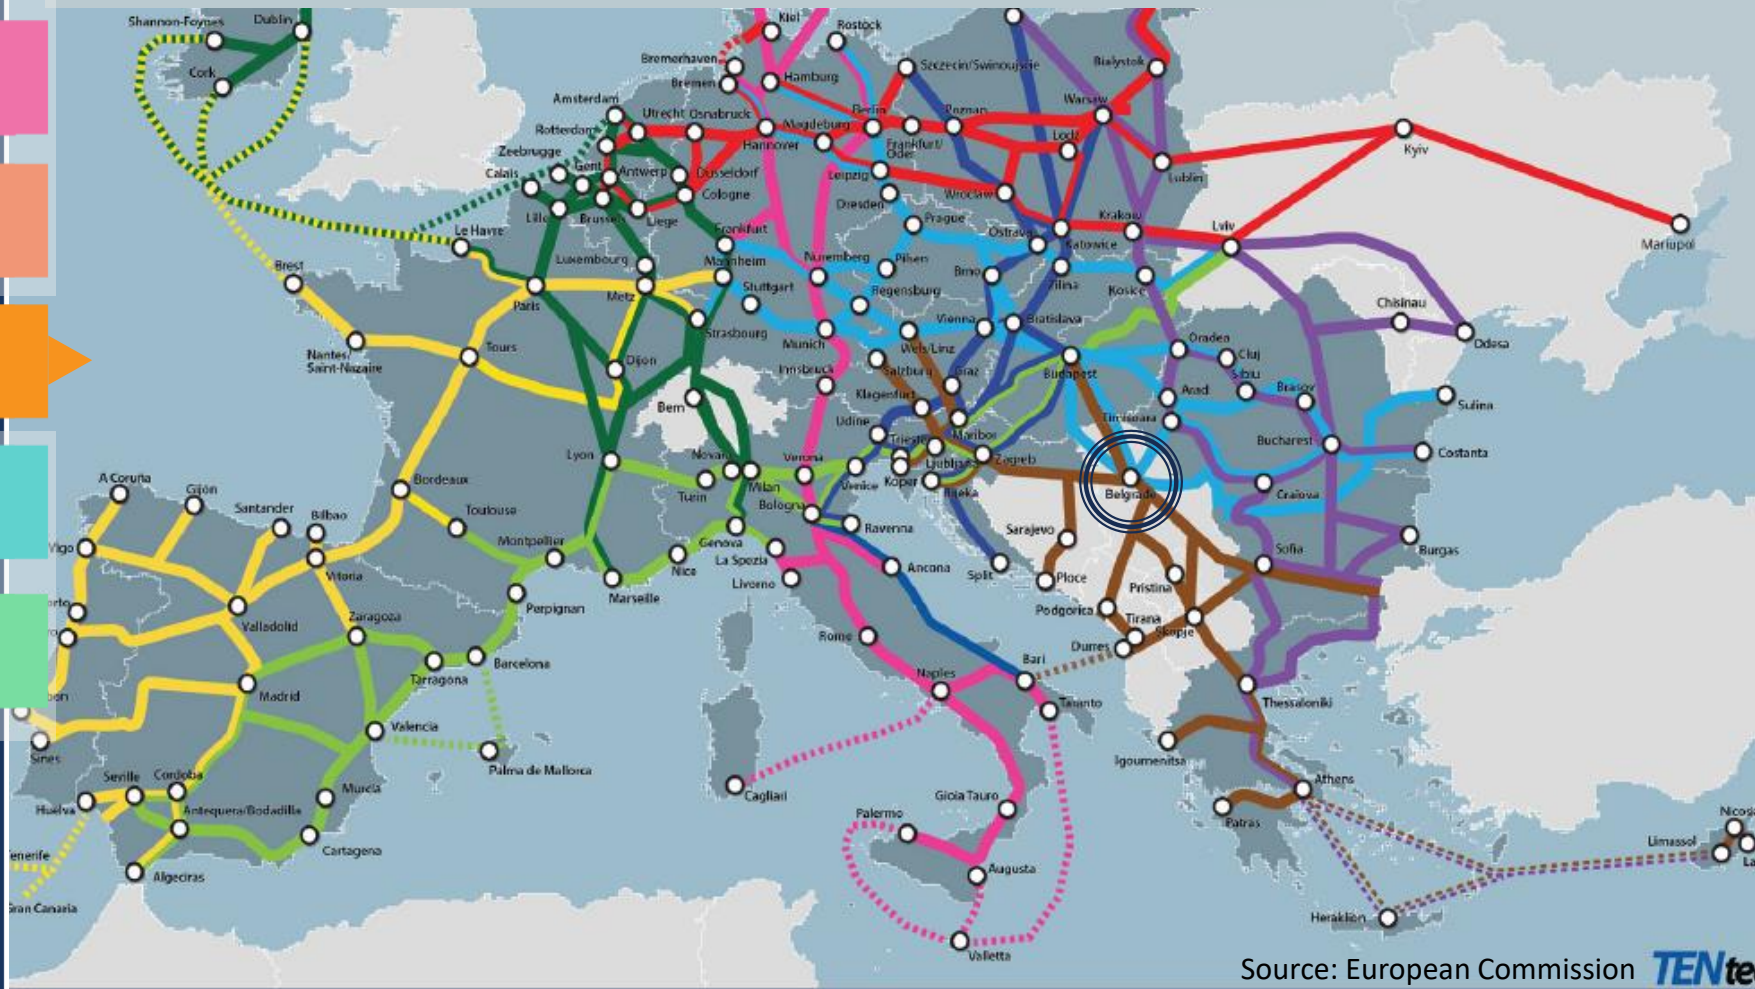 Shannon-Foynes
Dublin
Cork
Kiel
Rostock
Bremerhaven
Bremen
Hamburg
Szczecin/Swinoujscie
Bialystok
Amsterdam
Utrecht
Osnabruck
Berlin
Poznan
Warsaw
Rotterdam
Magdeburg
Hannover
Frankfurt/
Oder
Lodz
Kyiv
Zeebrugge
Gent
Antwerp
Dusseldorf
Calais
Cologne
Leipzig
Wroclaw
Lublin
Lille
Brussels
Liege
Dresden
Prague
Krakow
Lviv
Mariupol
Le Havre
Frankfurt
Ostrava
Katowice
Luxembourg
Mannheim
Nuremberg
Pilsen
Brno
Zilina
Kosice
Brest
Paris
Metz
Stuttgart
Regensburg
Chisinau
Strasbourg
Munich
Vienna
Bratislava
Wels/Linz
Odesa
Nantes/
Saint-Nazaire
Tours
Dijon
Innsbruck
Salzburg
Graz
Budapest
Oradea
Cluj
Sibiu
Brasov
Bern
Klagenfurt
Arad
Sulina
Udine
Trieste
Maribor
Timisoara
Bucharest
Lyon
Novara
Verona
Ljubljana
Zagreb
Costanta
A Coruña
Gijón
Bordeaux
Turin
Milan
Venice
Koper
Rijeka
Belgrade
Craiova
Santander
Bilbao
Toulouse
Bologna
Ravenna
Sarajevo
Vigo
Montpellier
Genova
La Spezia
Nice
Livorno
Ancona
Split
Ploce
Pristina
Sofia
Burgas
Vitoria
Marseille
Perpignan
Podgorica
Tirana
Skopje
Valladolid
Zaragoza
Rome
Durres
Barcelona
Tarragona
Bari
Naples
Taranto
Thessaloniki
Madrid
Valencia
Sines
Palma de Mallorca
Igoumenitsa
Seville
Cordoba
Murcia
Cagliari
Gioia Tauro
Athens
Huelva
Antequera/Bobadilla
Palermo
Patras
Cartagena
Limassol
Algeciras
Augusta
Gran Canaria
Heraklion
Valletta
Source: European Commission
TENte